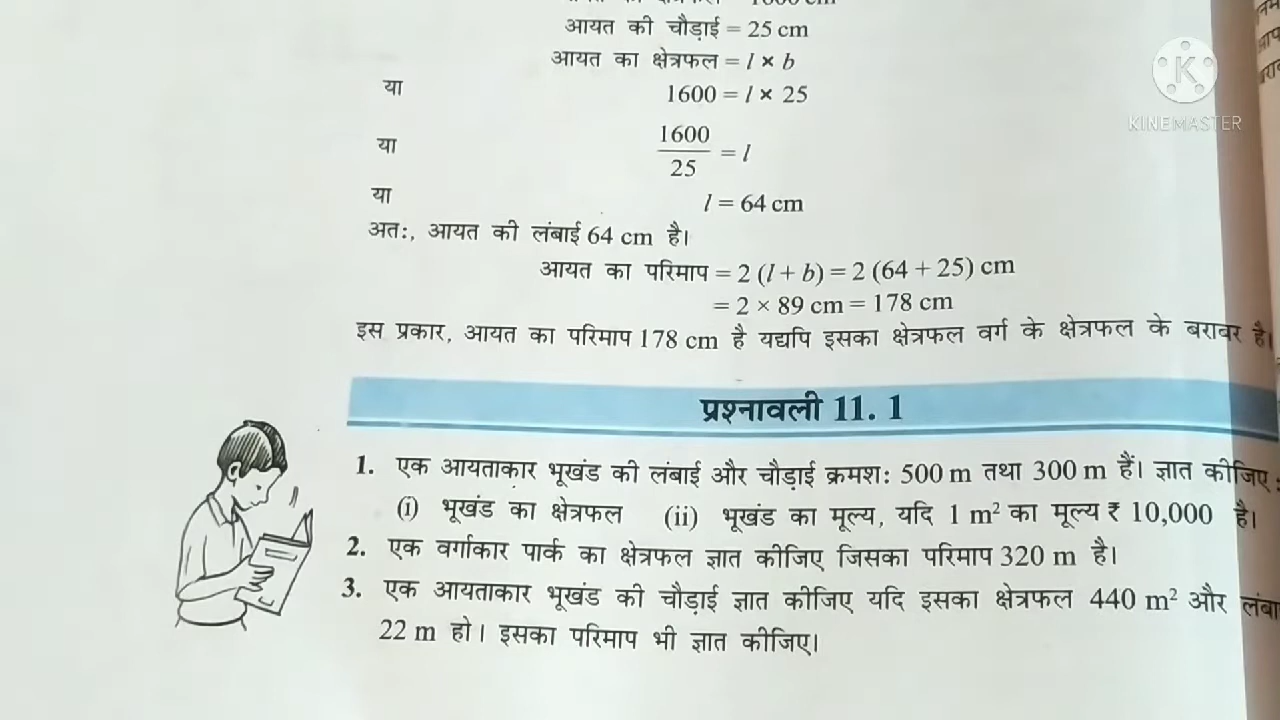 आयत की चौड़ाई = 25 cm
आयत का क्षेत्रफल = l × b
या 1600 = l × 25
या 1600/25 = l
या l = 64 cm
अतः, आयत की लंबाई 64 cm है।
आयत का परिमाप = 2 (l + b) = 2 (64 + 25) cm
= 2 × 89 cm = 178 cm
इस प्रकार, आयत का परिमाप 178 cm है यद्यपि इसका क्षेत्रफल वर्ग के क्षेत्रफल के बराबर है।
प्रश्नावली 11. 1
1. एक आयताकार भूखंड की लंबाई और चौड़ाई क्रमशः 500 m तथा 300 m हैं। ज्ञात कीजिए :
(i) भूखंड का क्षेत्रफल (ii) भूखंड का मूल्य, यदि 1 m² का मूल्य ₹ 10,000 है।
2. एक वर्गाकार पार्क का क्षेत्रफल ज्ञात कीजिए जिसका परिमाप 320 m है।
3. एक आयताकार भूखंड की चौड़ाई ज्ञात कीजिए यदि इसका क्षेत्रफल 440 m² और लंबा
22 m हो। इसका परिमाप भी ज्ञात कीजिए।
K
KINEMASTER